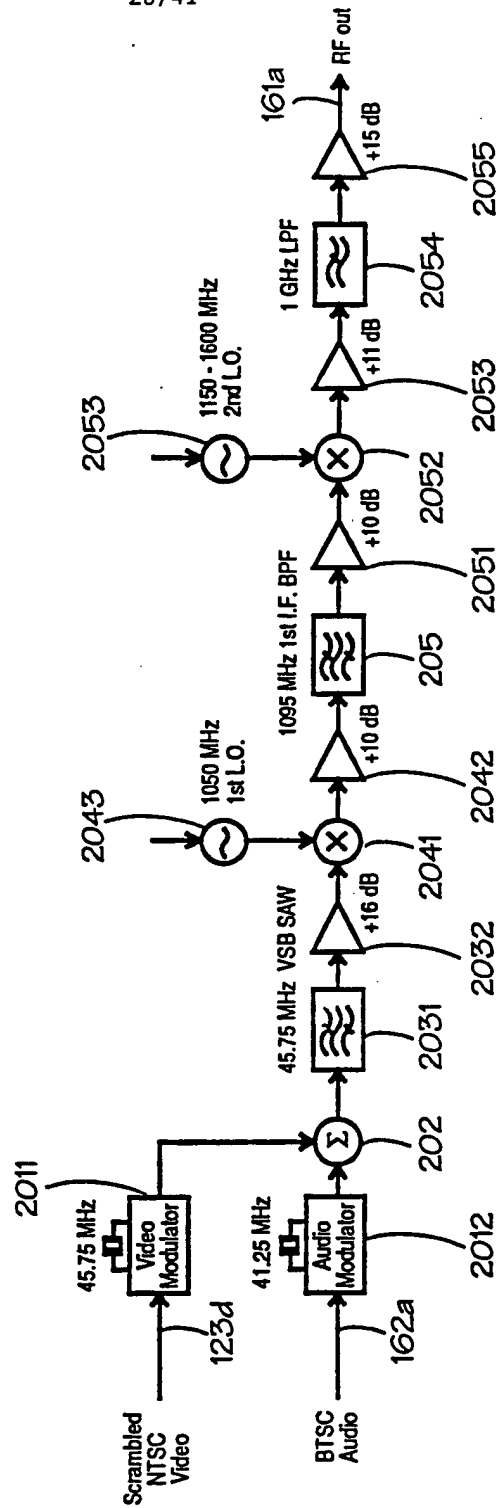 Scrambled
NTSC
Video
123d
45.75 MHz
Video
Modulator
2011
BTSC
Audio
162a
41.25 MHz
Audio
Modulator
2012
Σ
202
45.75 MHz VSB SAW
2031
+16 dB
2032
2043
1050 MHz
1st L.O.
X
2041
+10 dB
2042
1095 MHz 1st I.F. BPF
205
+10 dB
2051
2053
1150 - 1600 MHz
2nd L.O.
X
2052
+11 dB
2053
1 GHz LPF
2054
+15 dB
2055
161a
RF out